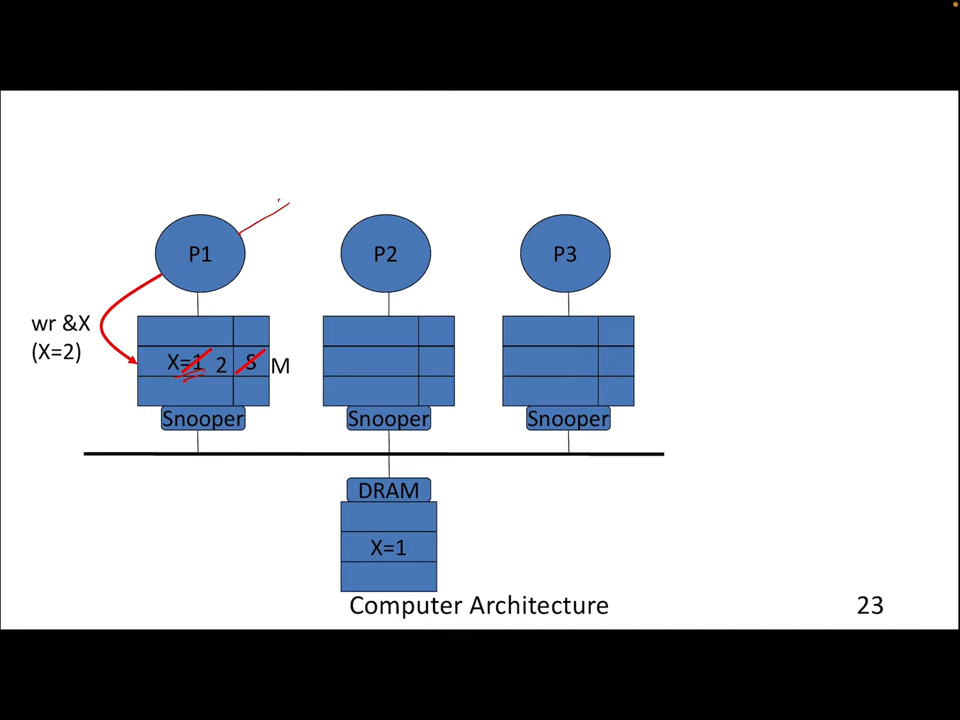 P1
P2
P3
wr &X
(X=2)
X=1 2 S M
Snooper
Snooper
Snooper
DRAM
X=1
Computer Architecture
23